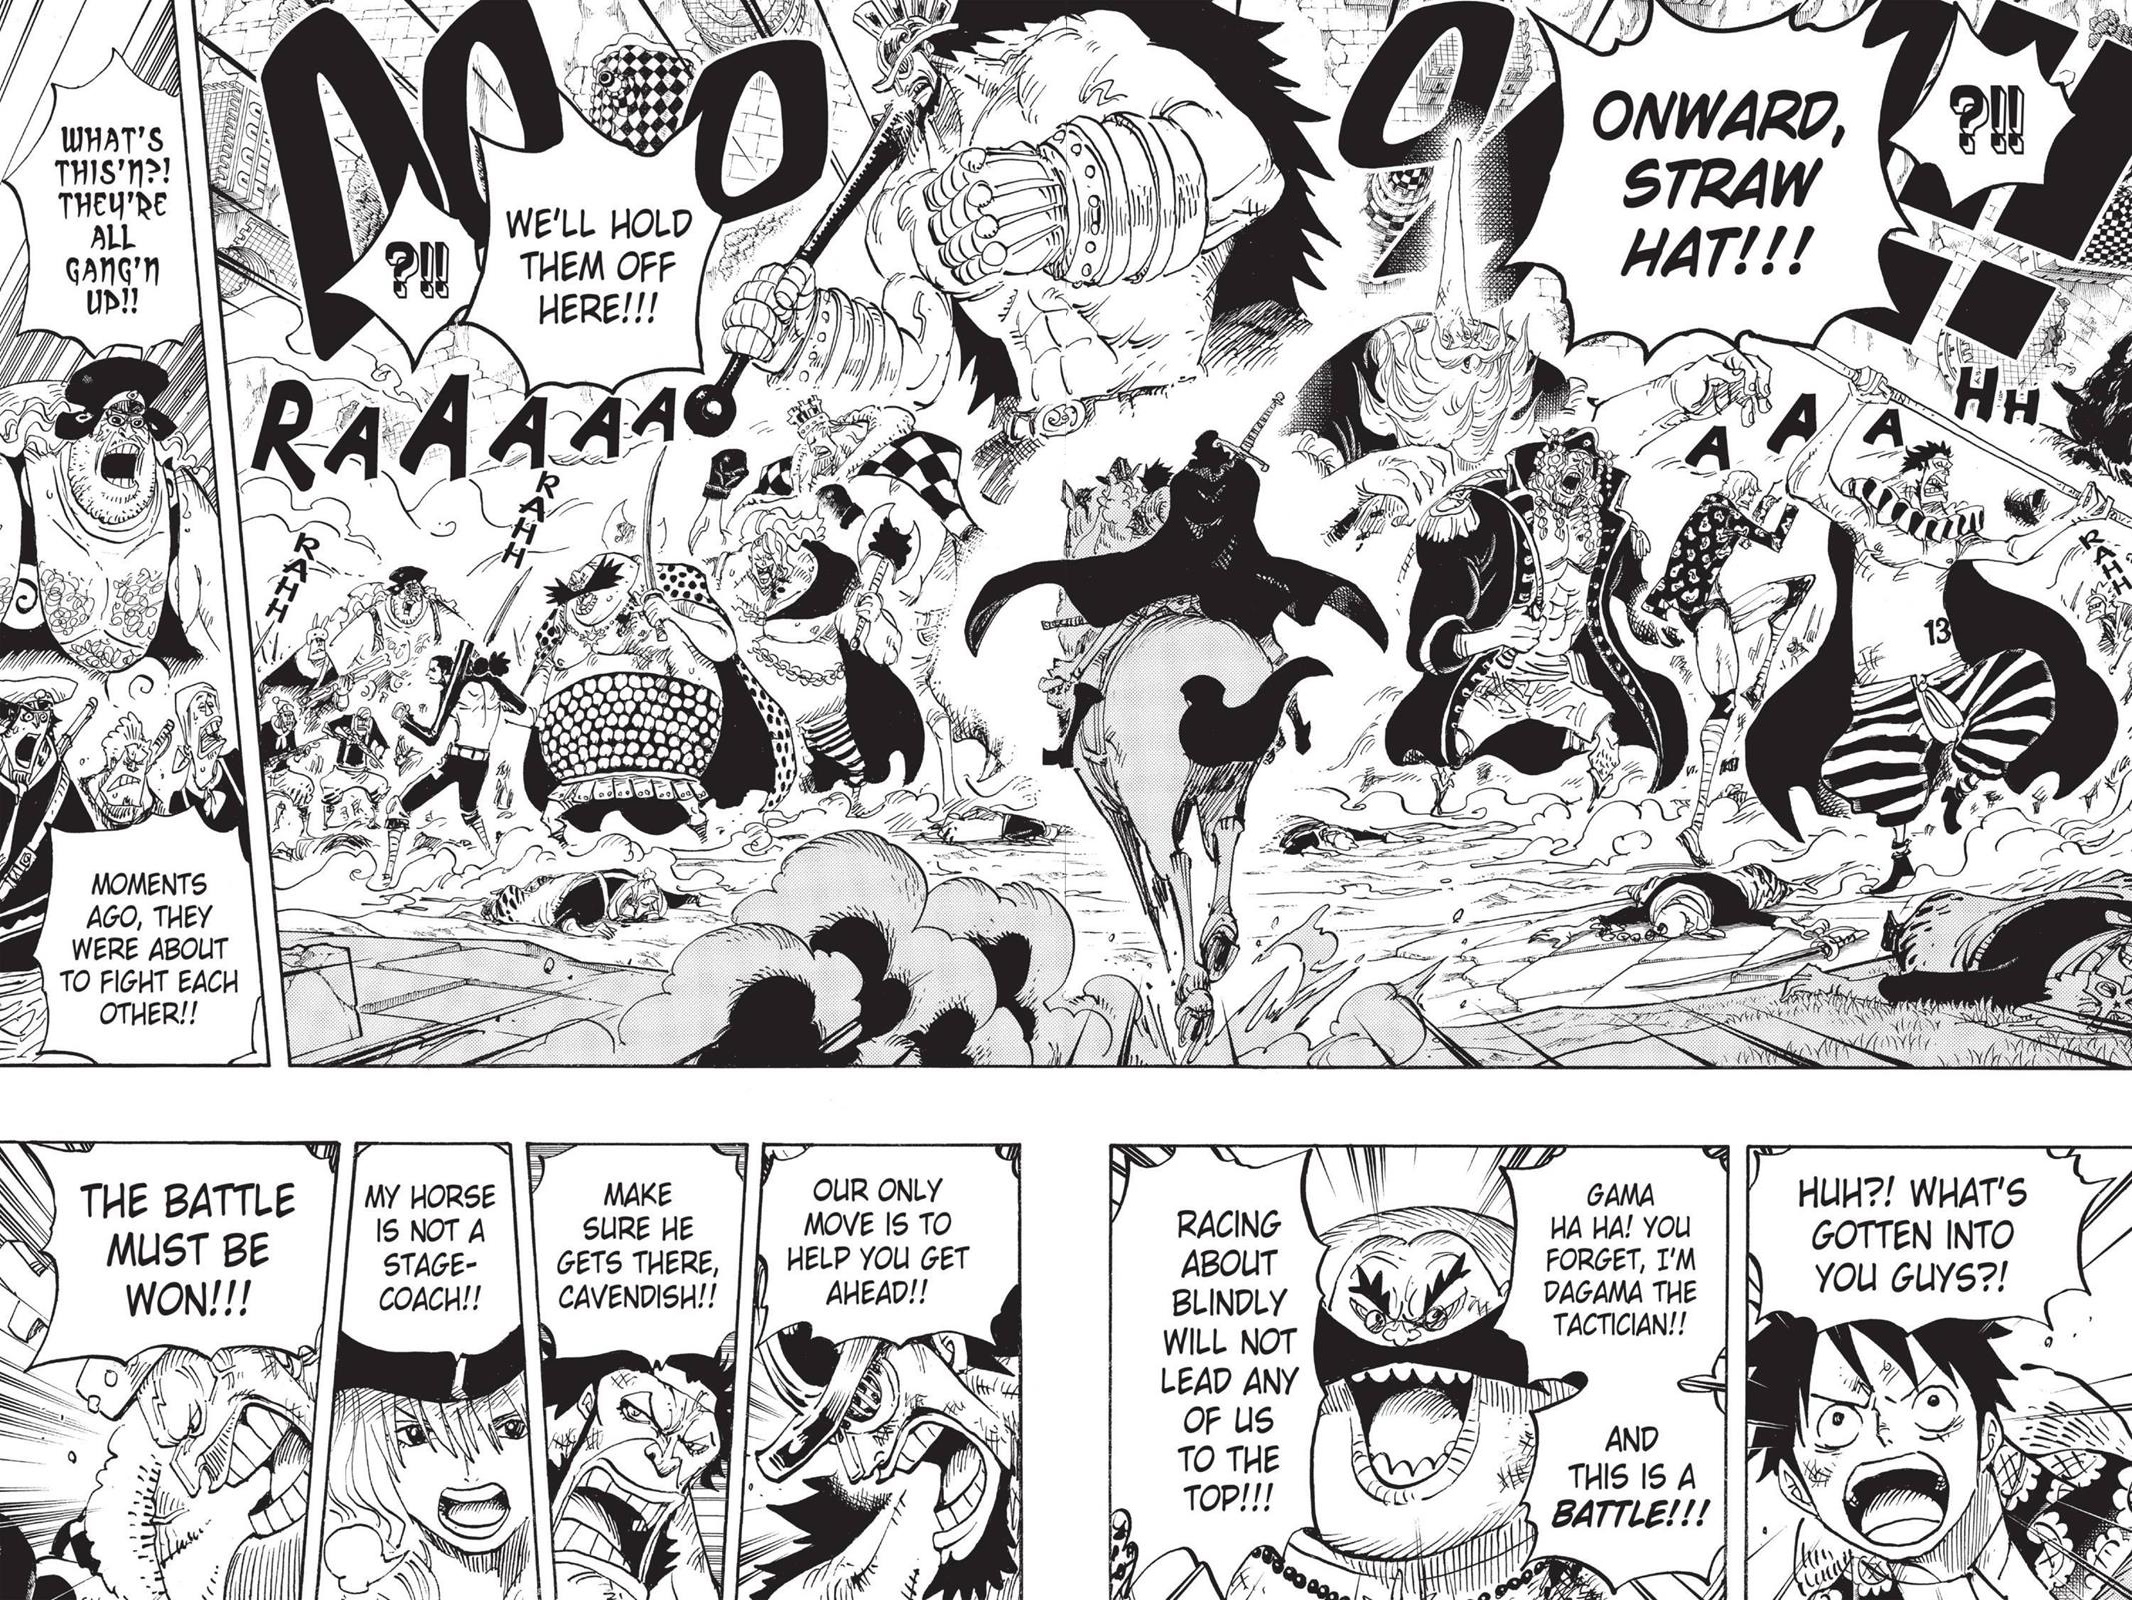 ?!!
ONWARD,
STRAW
HAT!!!
WE'LL HOLD
THEM OFF
HERE!!!
?!!
RAAAAAA
AAA
HH
RAHH
RAHH
RAHH
13
WHAT'S
THIS'N?!
THEY'RE
ALL
GANG'N
UP!!
MOMENTS
AGO, THEY
WERE ABOUT
TO FIGHT EACH
OTHER!!
HUH?! WHAT'S
GOTTEN INTO
YOU GUYS?!
GAMA
HA HA! YOU
FORGET, I'M
DAGAMA THE
TACTICIAN!!
AND
THIS IS A
BATTLE!!!
RACING
ABOUT
BLINDLY
WILL NOT
LEAD ANY
OF US
TO THE
TOP!!!
OUR ONLY
MOVE IS TO
HELP YOU GET
AHEAD!!
MAKE
SURE HE
GETS THERE,
CAVENDISH!!
MY HORSE
IS NOT A
STAGE-
COACH!!
THE BATTLE
MUST BE
WON!!!